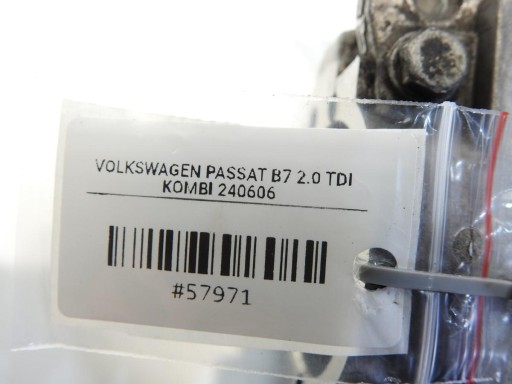 VOLKSWAGEN PASSAT B7 2.0 TDI
KOMBI 240606
#57971